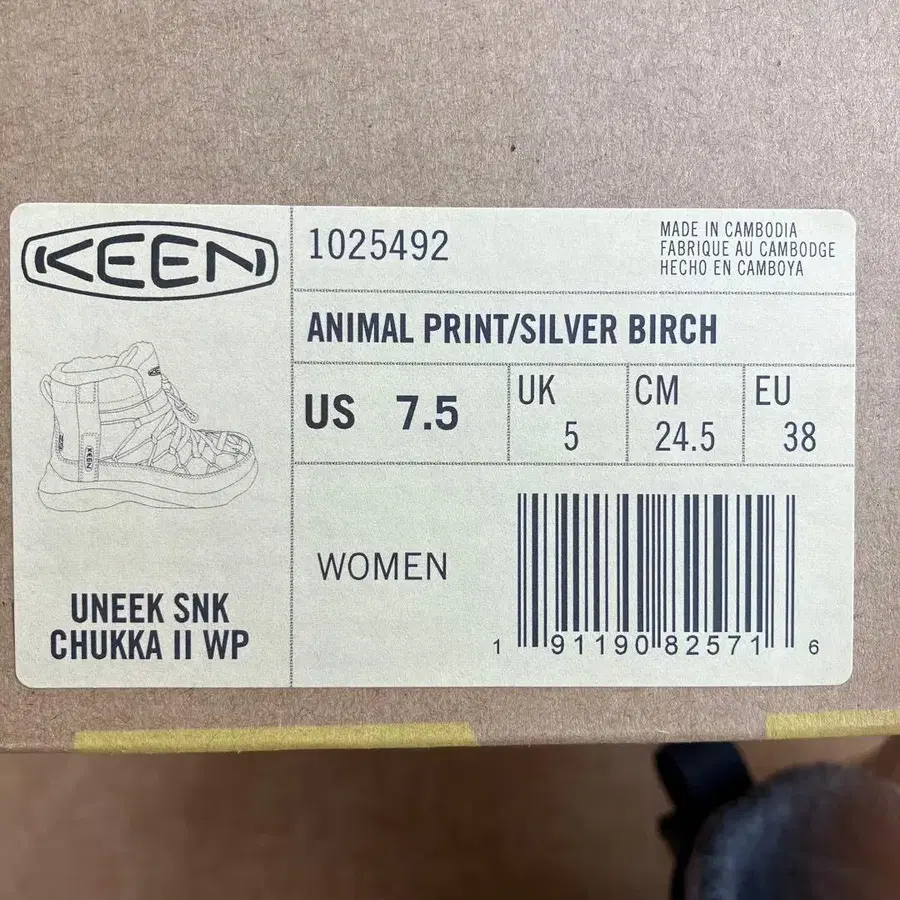 KEEN
1025492
MADE IN CAMBODIA
FABRIQUE AU CAMBODGE
HECHO EN CAMBOYA
ANIMAL PRINT/SILVER BIRCH
US 7.5
UK 5
CM 24.5
EU 38
KEEN
WOMEN
UNEEK SNK
CHUKKA II WP
1 91190 82571 6